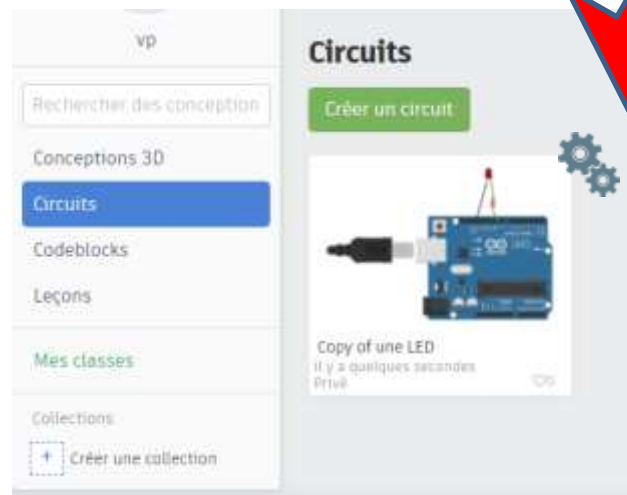 vp
Rechercher des conception
Conceptions 3D
Circuits
Codeblocks
Leçons
Mes classes
Collections
+ Créer une collection
Circuits
Créer un circuit
Copy of une LED
il y a quelques secondes
Privé